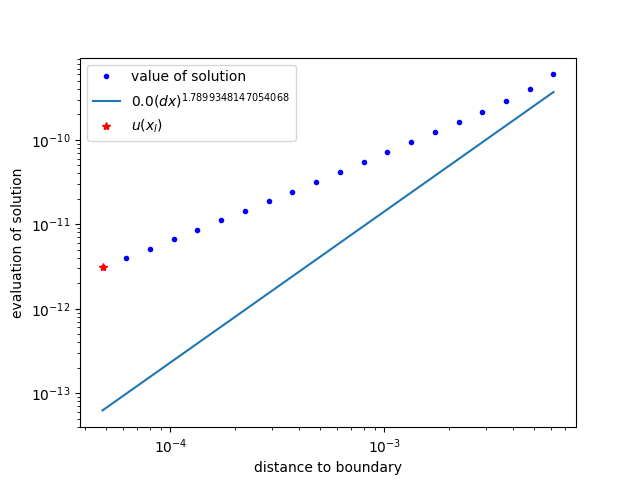 value of solution
0.0(dx)^1.7899348147054068
u(x_l)
10^-10
10^-11
10^-12
10^-13
evaluation of solution
10^-4
10^-3
distance to boundary